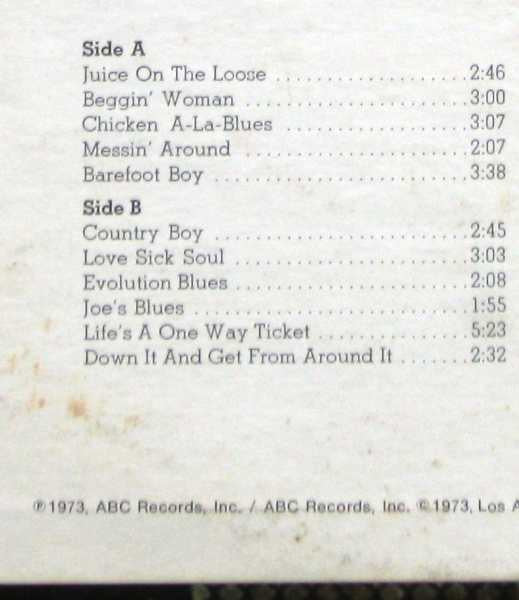 Side A
Juice On The Loose ................... 2:46
Beggin' Woman ...................... 3:00
Chicken A-La-Blues .................. 3:07
Messin' Around ...................... 2:07
Barefoot Boy ......................... 3:38
Side B
Country Boy ......................... 2:45
Love Sick Soul ....................... 3:03
Evolution Blues ....................... 2:08
Joe's Blues ........................... 1:55
Life's A One Way Ticket ............... 5:23
Down It And Get From Around It ....... 2:32
℗1973, ABC Records, Inc. / ABC Records, Inc. ©1973, Los